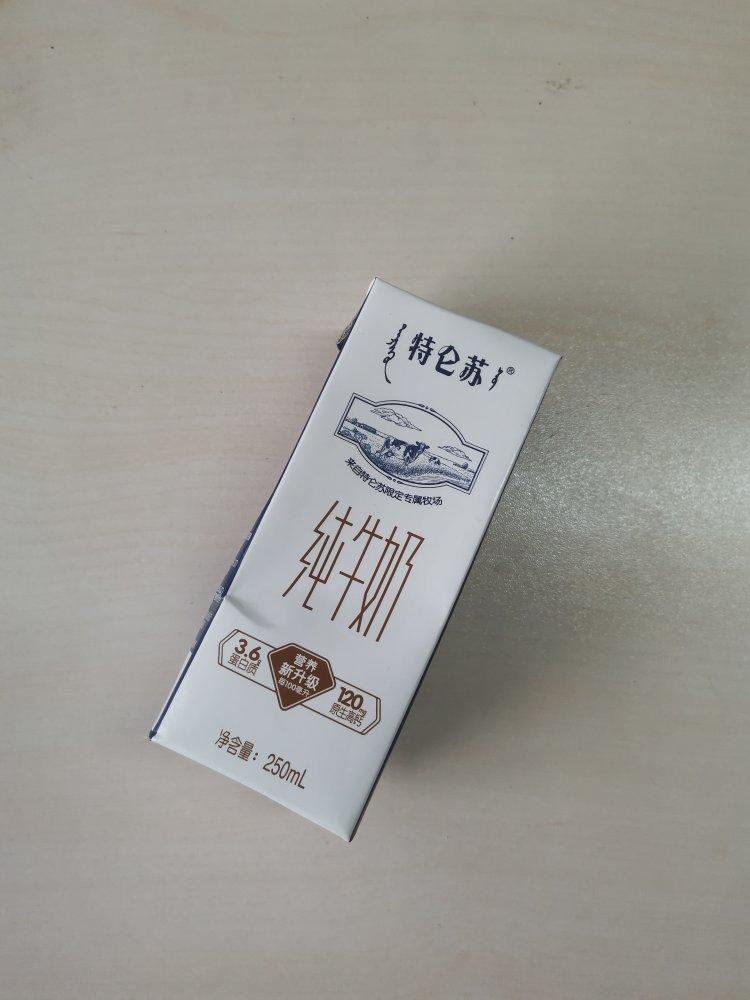 特仑苏®
来自特仑苏限定专属牧场
纯牛奶
3.6g
蛋白质
营养
新升级
每100毫升
120mg
原生高钙
净含量：250mL